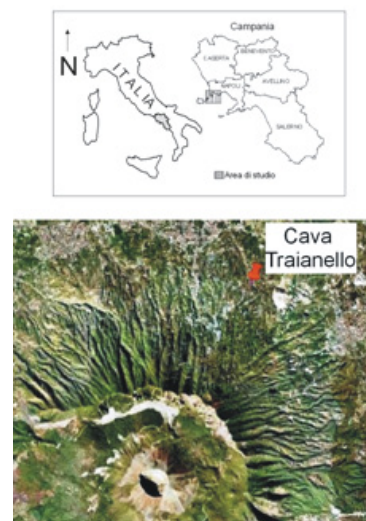 Campania
N
ITALIA
CASERTA
BENEVENTO
NAPOLI
AVELLINO
SALERNO
Area di studio
Cava
Traianello